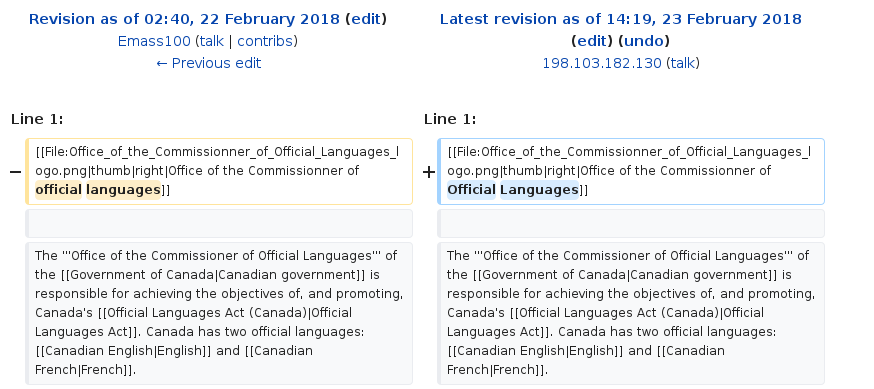 Revision as of 02:40, 22 February 2018 (edit)
Emass100 (talk | contribs)
← Previous edit
Latest revision as of 14:19, 23 February 2018
(edit) (undo)
198.103.182.130 (talk)
Line 1:
Line 1:
− [[File:Office_of_the_Commissionner_of_Official_Languages_l
ogo.png|thumb|right|Office of the Commissionner of
official languages]]
+ [[File:Office_of_the_Commissionner_of_Official_Languages_l
ogo.png|thumb|right|Office of the Commissionner of
Official Languages]]
The '''Office of the Commissioner of Official Languages''' of
the [[Government of Canada|Canadian government]] is
responsible for achieving the objectives of, and promoting,
Canada's [[Official Languages Act (Canada)|Official
Languages Act]]. Canada has two official languages:
[[Canadian English|English]] and [[Canadian
French|French]].
The '''Office of the Commissioner of Official Languages''' of
the [[Government of Canada|Canadian government]] is
responsible for achieving the objectives of, and promoting,
Canada's [[Official Languages Act (Canada)|Official
Languages Act]]. Canada has two official languages:
[[Canadian English|English]] and [[Canadian
French|French]].